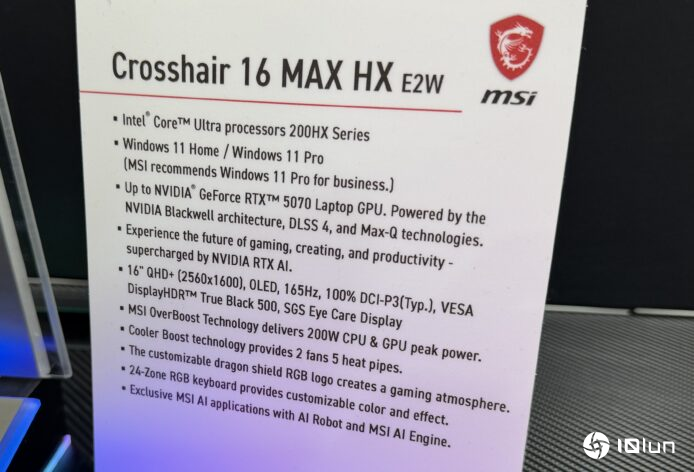 msi
Crosshair 16 MAX HX E2W
▪ Intel® Core™ Ultra processors 200HX Series
▪ Windows 11 Home / Windows 11 Pro
(MSI recommends Windows 11 Pro for business.)
▪ Up to NVIDIA® GeForce RTX™ 5070 Laptop GPU. Powered by the
NVIDIA Blackwell architecture, DLSS 4, and Max-Q technologies.
▪ Experience the future of gaming, creating, and productivity -
supercharged by NVIDIA RTX AI.
▪ 16" QHD+ (2560x1600), OLED, 165Hz, 100% DCI-P3(Typ.), VESA
DisplayHDR™ True Black 500, SGS Eye Care Display
▪ MSI OverBoost Technology delivers 200W CPU & GPU peak power.
▪ Cooler Boost technology provides 2 fans 5 heat pipes.
▪ The customizable dragon shield RGB logo creates a gaming atmosphere.
▪ 24-Zone RGB keyboard provides customizable color and effect.
▪ Exclusive MSI AI applications with AI Robot and MSI AI Engine.
10lun